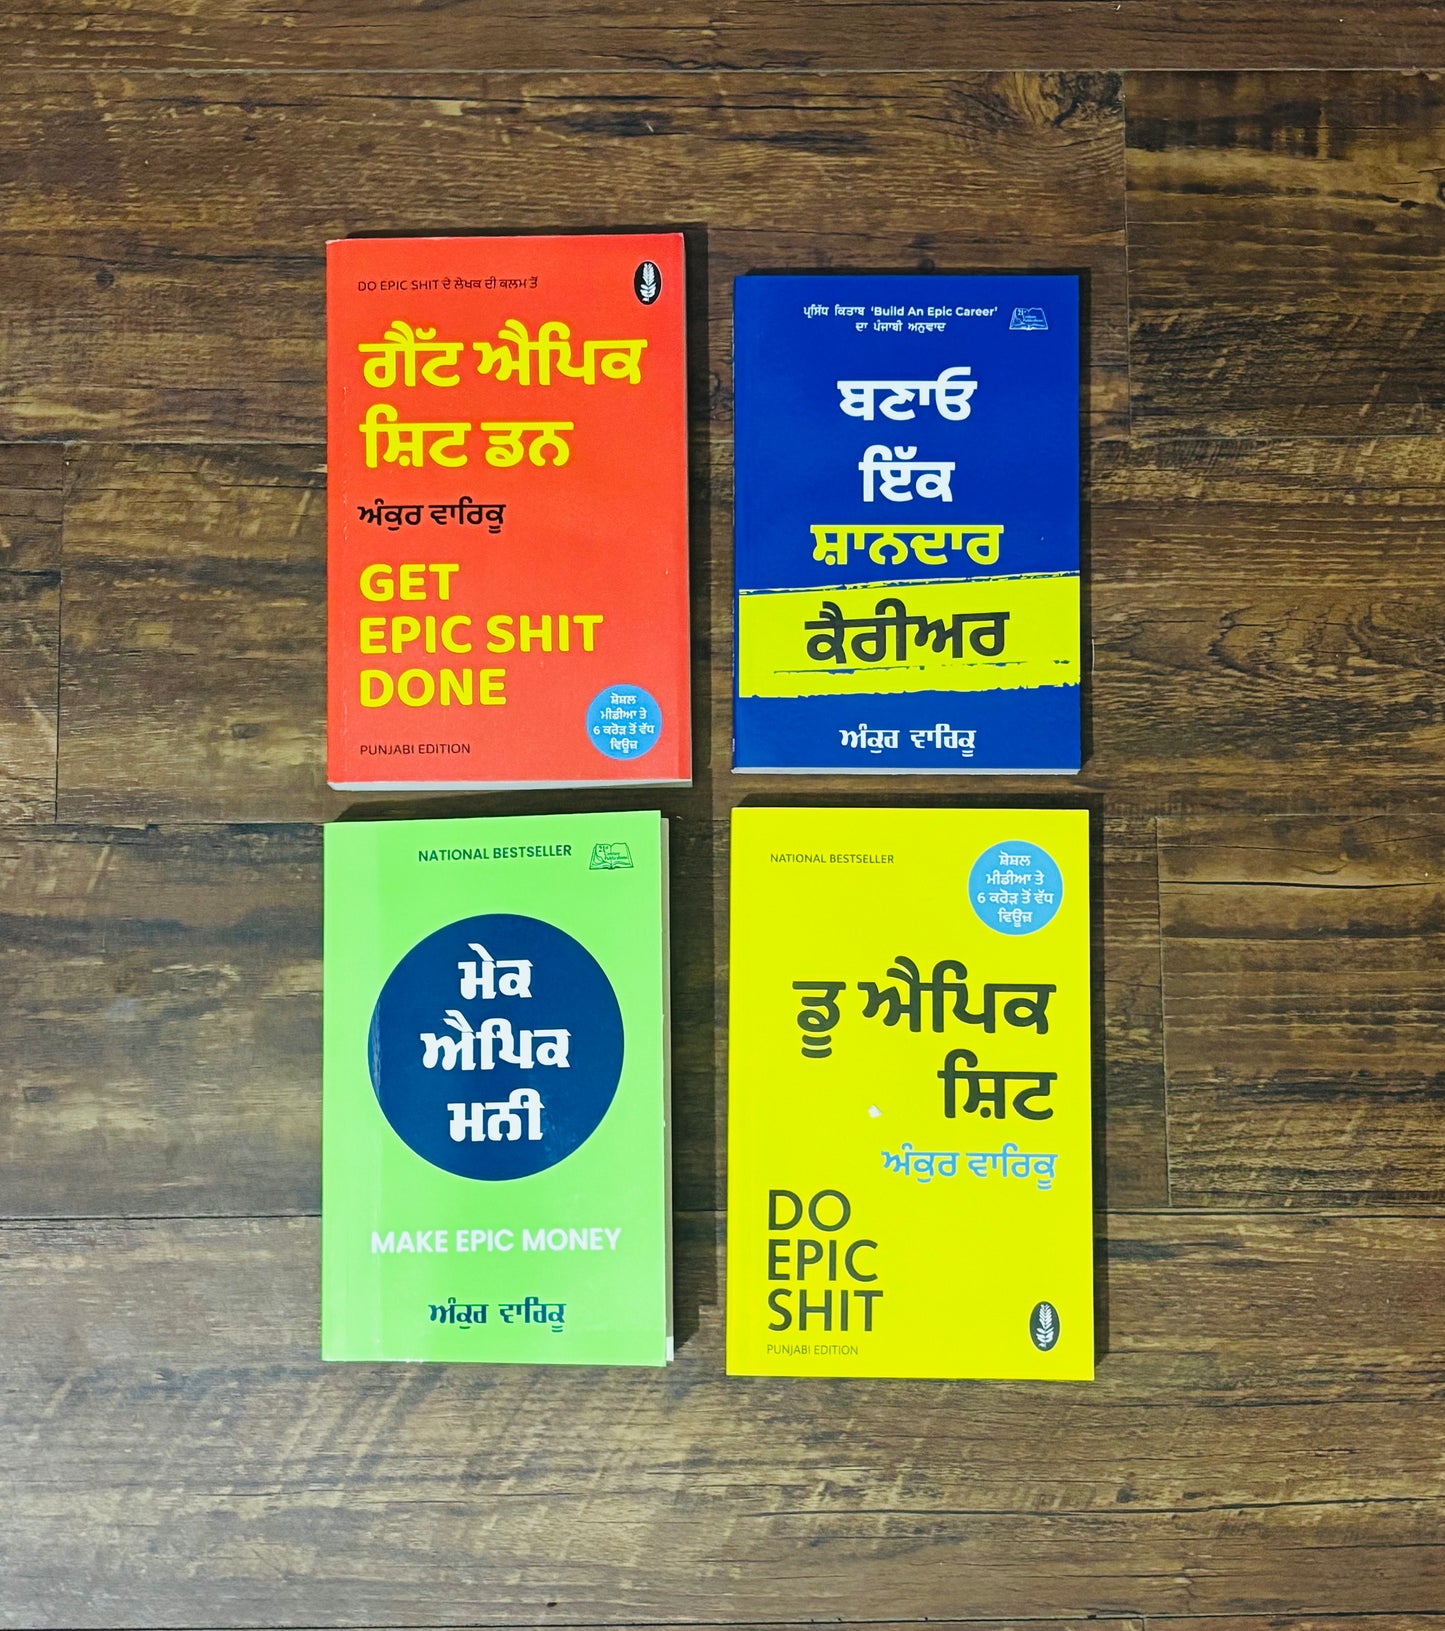 DO EPIC SHIT ਦੇ ਲੇਖਕ ਦੀ ਕਲਮ ਤੋਂ
ਗੈੱਟ ਐਪਿਕ
ਸ਼ਿਟ ਡਨ
ਅੰਕੁਰ ਵਾਰਿਕੂ
GET
EPIC SHIT
DONE
PUNJABI EDITION
ਸ਼ੋਸ਼ਲ
ਮੀਡੀਆ ਤੇ
6 ਕਰੋੜ ਤੋਂ ਵੱਧ
ਵਿਊਜ਼
ਪ੍ਰਸਿੱਧ ਕਿਤਾਬ 'Build An Epic Career'
ਦਾ ਪੰਜਾਬੀ ਅਨੁਵਾਦ
ਬਣਾਓ
ਇੱਕ
ਸ਼ਾਨਦਾਰ
ਕੈਰੀਅਰ
ਅੰਕੁਰ ਵਾਰਿਕੂ
NATIONAL BESTSELLER
ਮੇਕ
ਐਪਿਕ
ਮਨੀ
MAKE EPIC MONEY
ਅੰਕੁਰ ਵਾਰਿਕੂ
NATIONAL BESTSELLER
ਸ਼ੋਸ਼ਲ
ਮੀਡੀਆ ਤੇ
6 ਕਰੋੜ ਤੋਂ ਵੱਧ
ਵਿਊਜ਼
ਡੂ ਐਪਿਕ
ਸ਼ਿਟ
ਅੰਕੁਰ ਵਾਰਿਕੂ
DO
EPIC
SHIT
PUNJABI EDITION